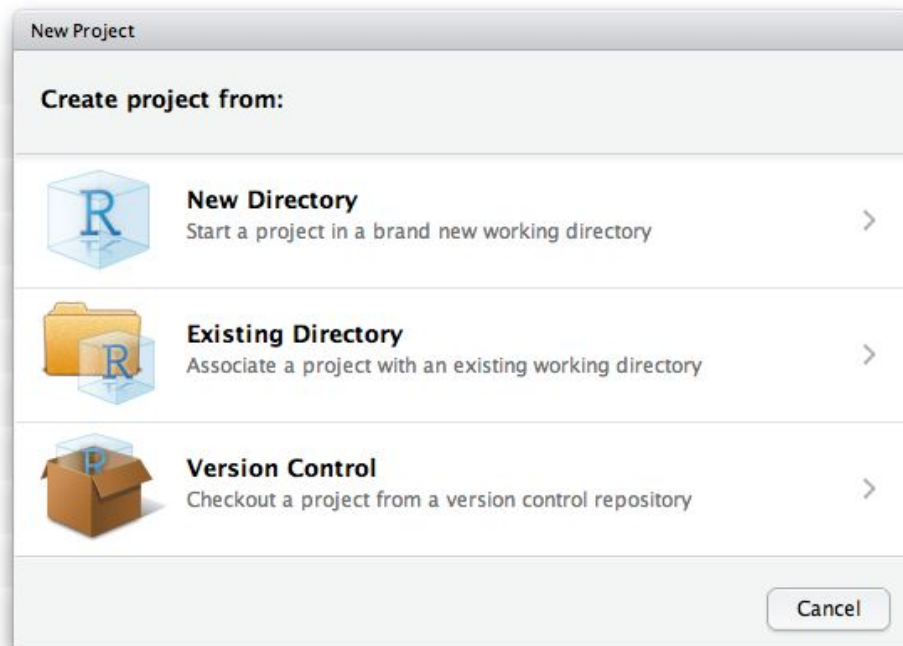 New Project
Create project from:
R
New Directory
Start a project in a brand new working directory
R
Existing Directory
Associate a project with an existing working directory
R
Version Control
Checkout a project from a version control repository
Cancel